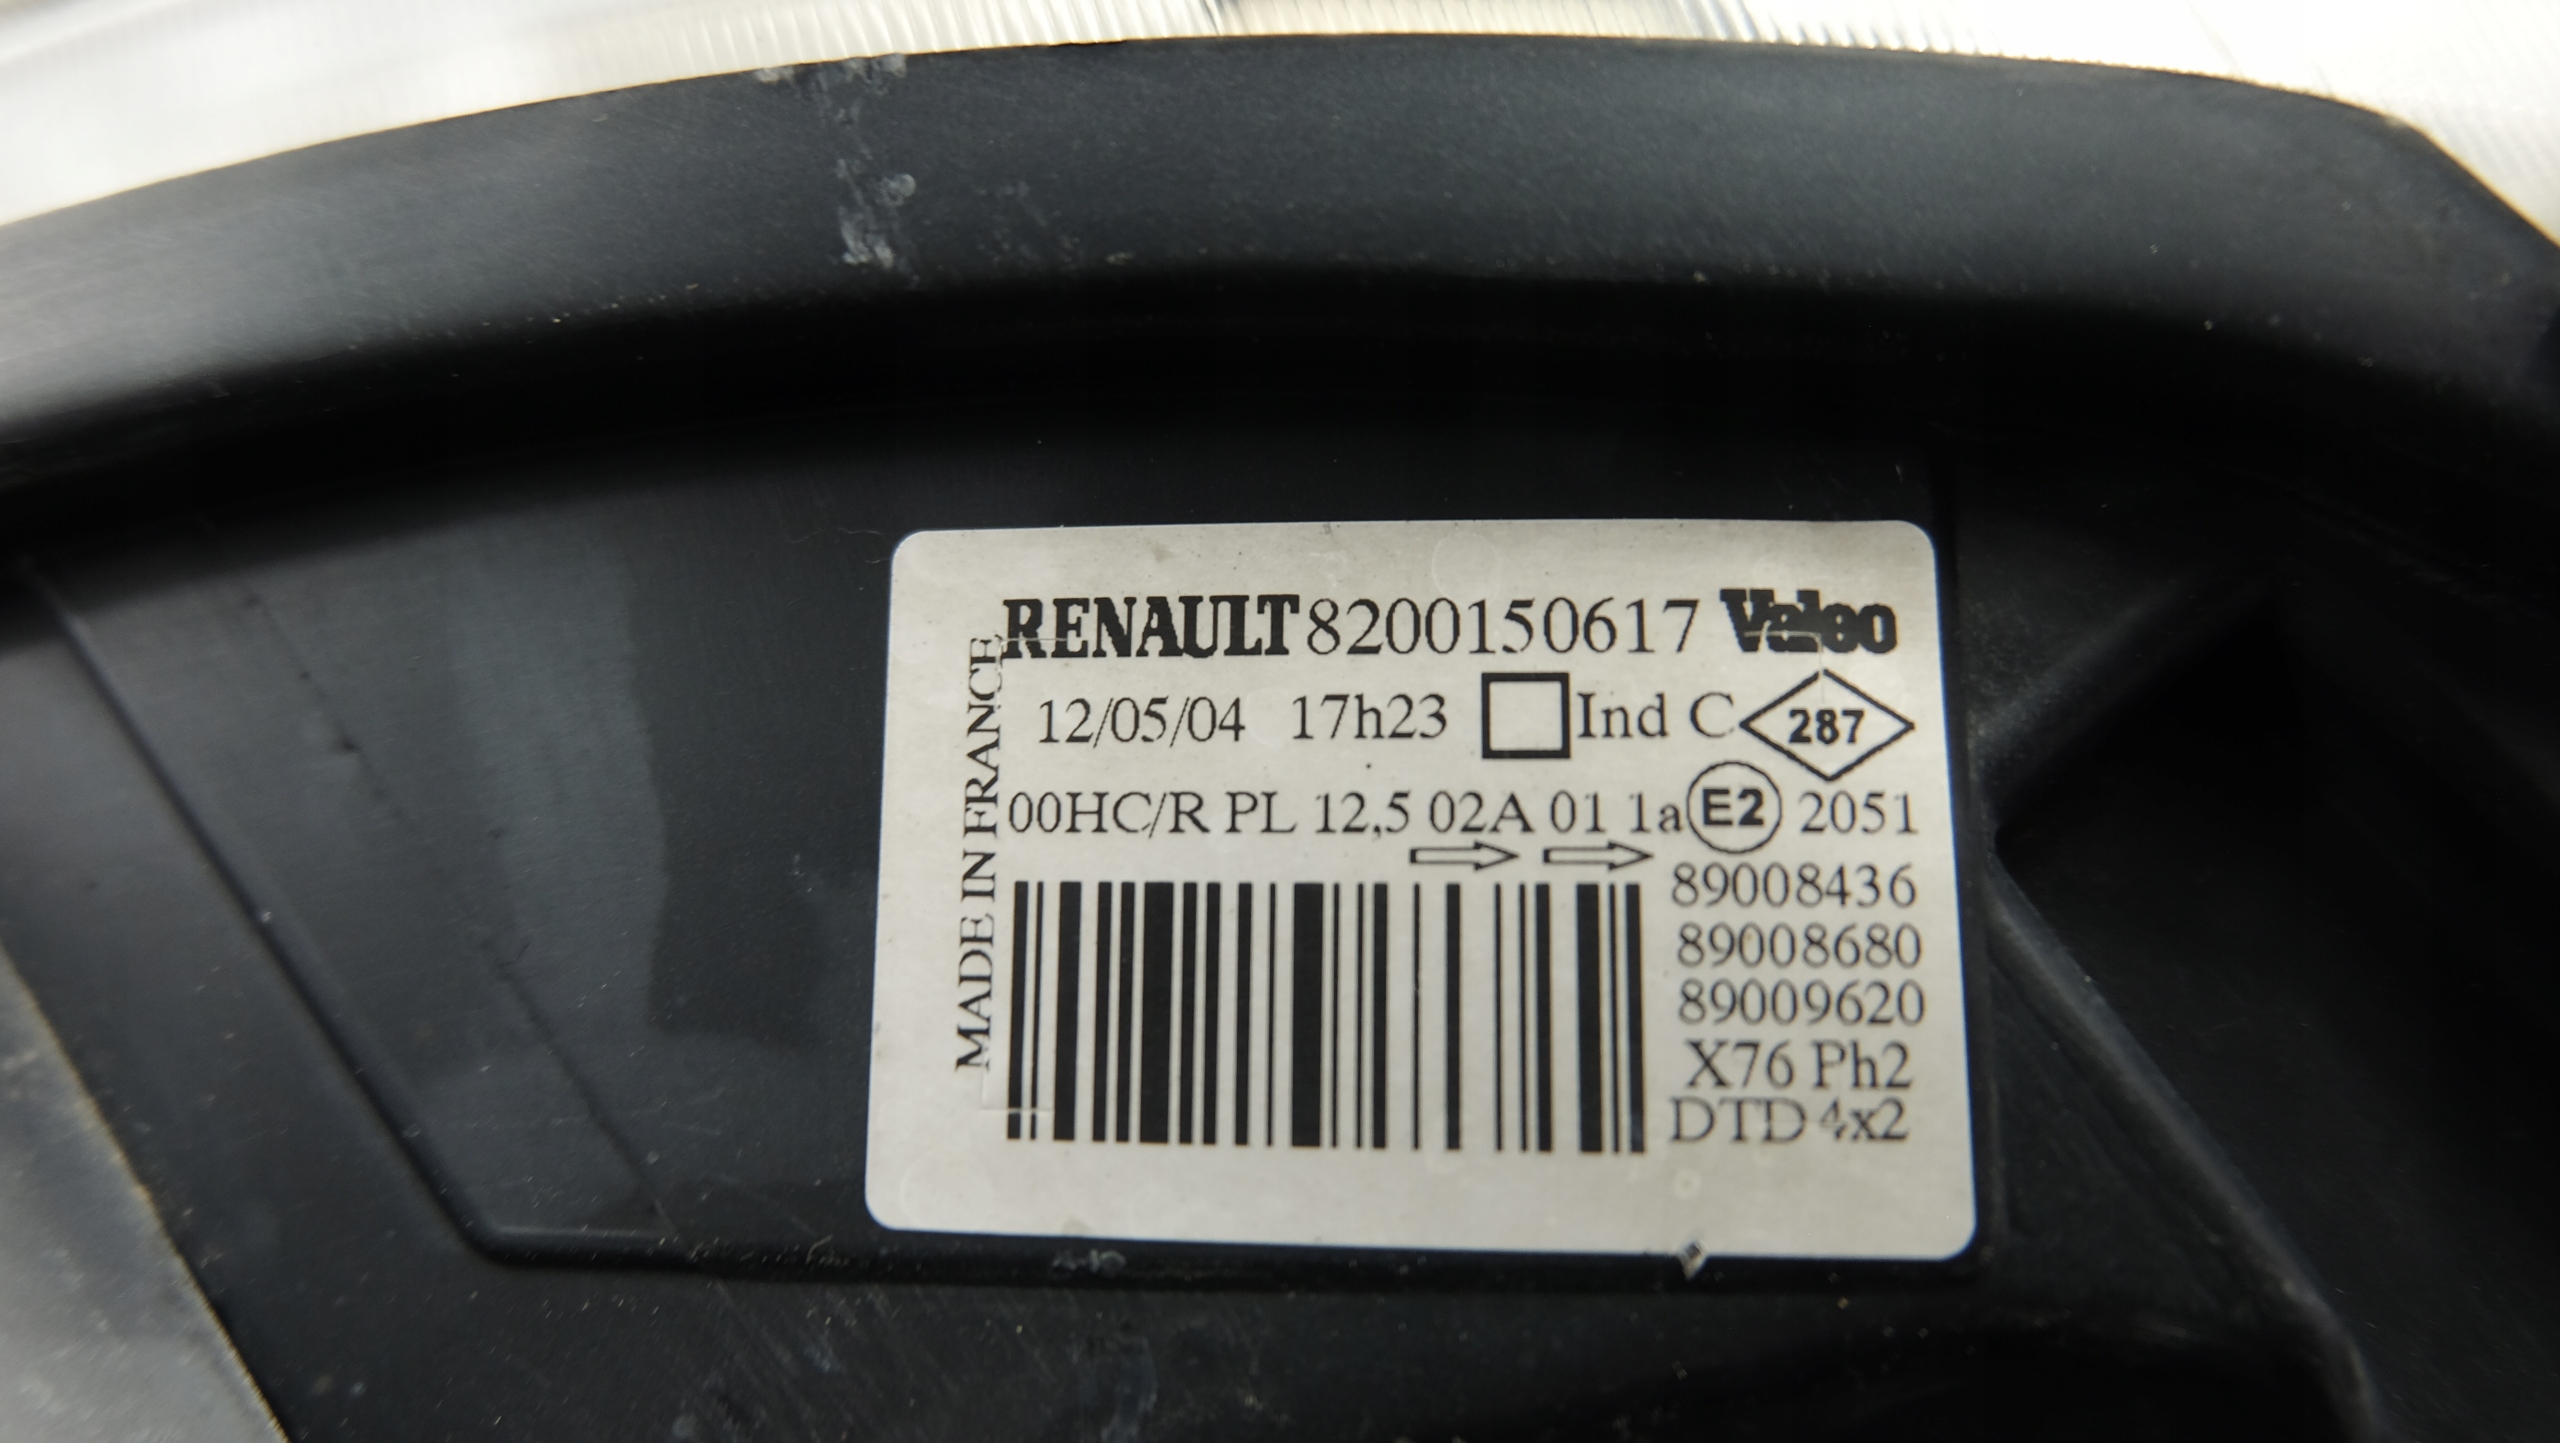 RENAULT 8200150617 Valeo
12/05/04 17h23 Ind C 287
00HC/R PL 12,5 02A 01 1a E2 2051
89008436
89008680
89009620
X76 Ph2
DTD 4x2
MADE IN FRANCE